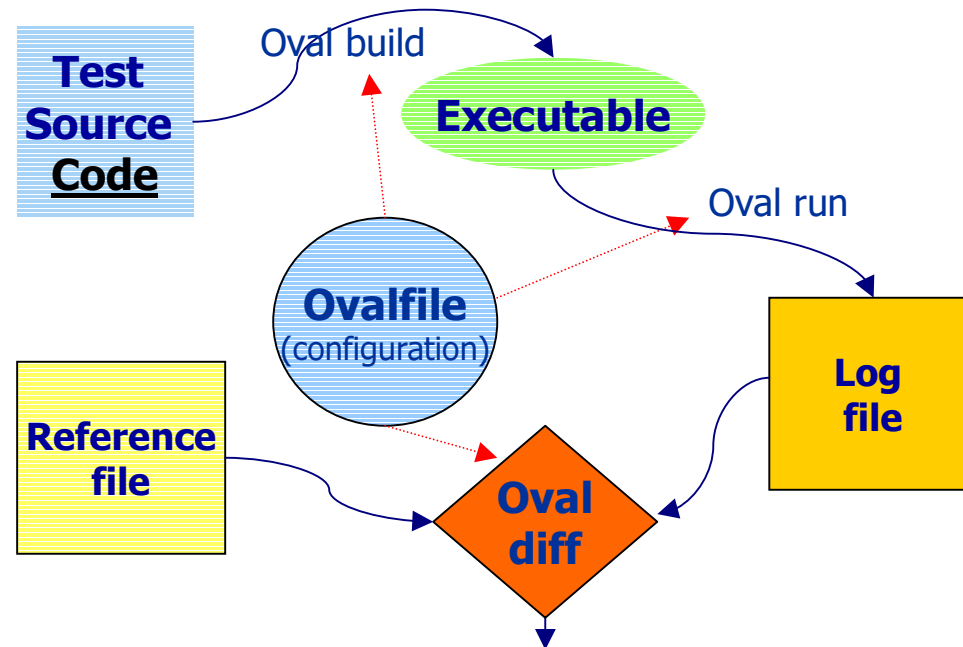 Oval build
Test
Source
Code
Executable
Oval run
Ovalfile
(configuration)
Log
file
Reference
file
Oval
diff